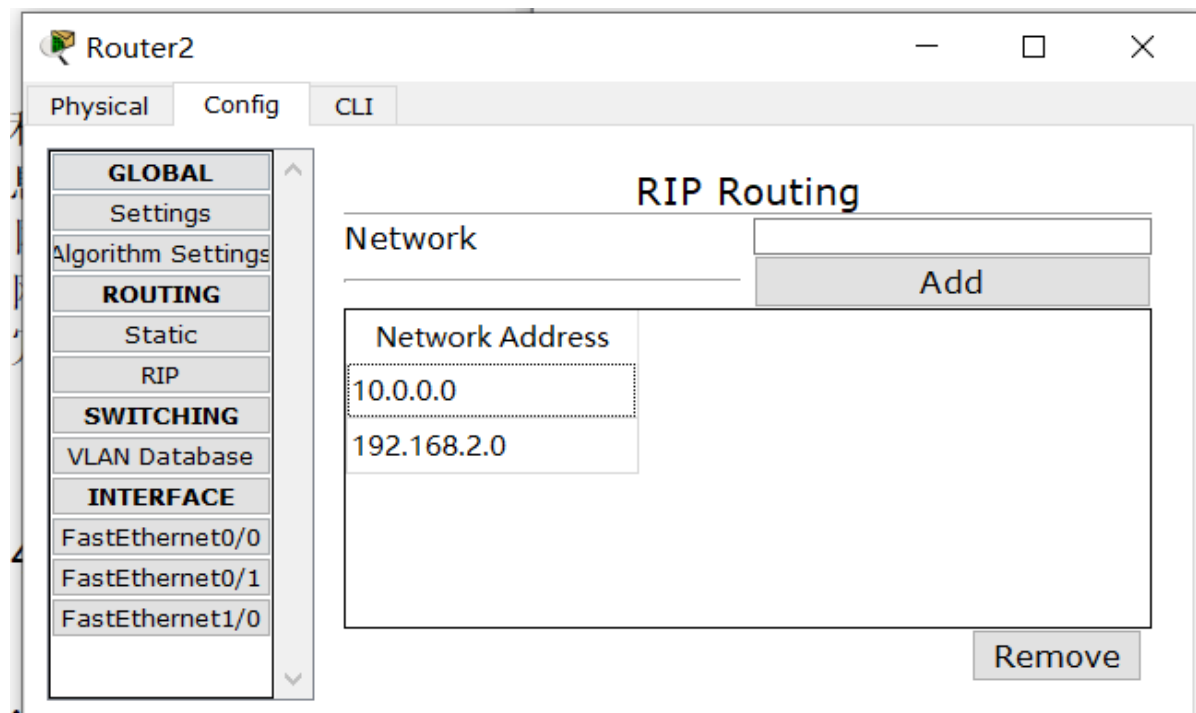 Router2
Physical Config CLI
GLOBAL
Settings
Algorithm Settings
ROUTING
Static
RIP
SWITCHING
VLAN Database
INTERFACE
FastEthernet0/0
FastEthernet0/1
FastEthernet1/0
RIP Routing
Network
Add
Network Address
10.0.0.0
192.168.2.0
Remove